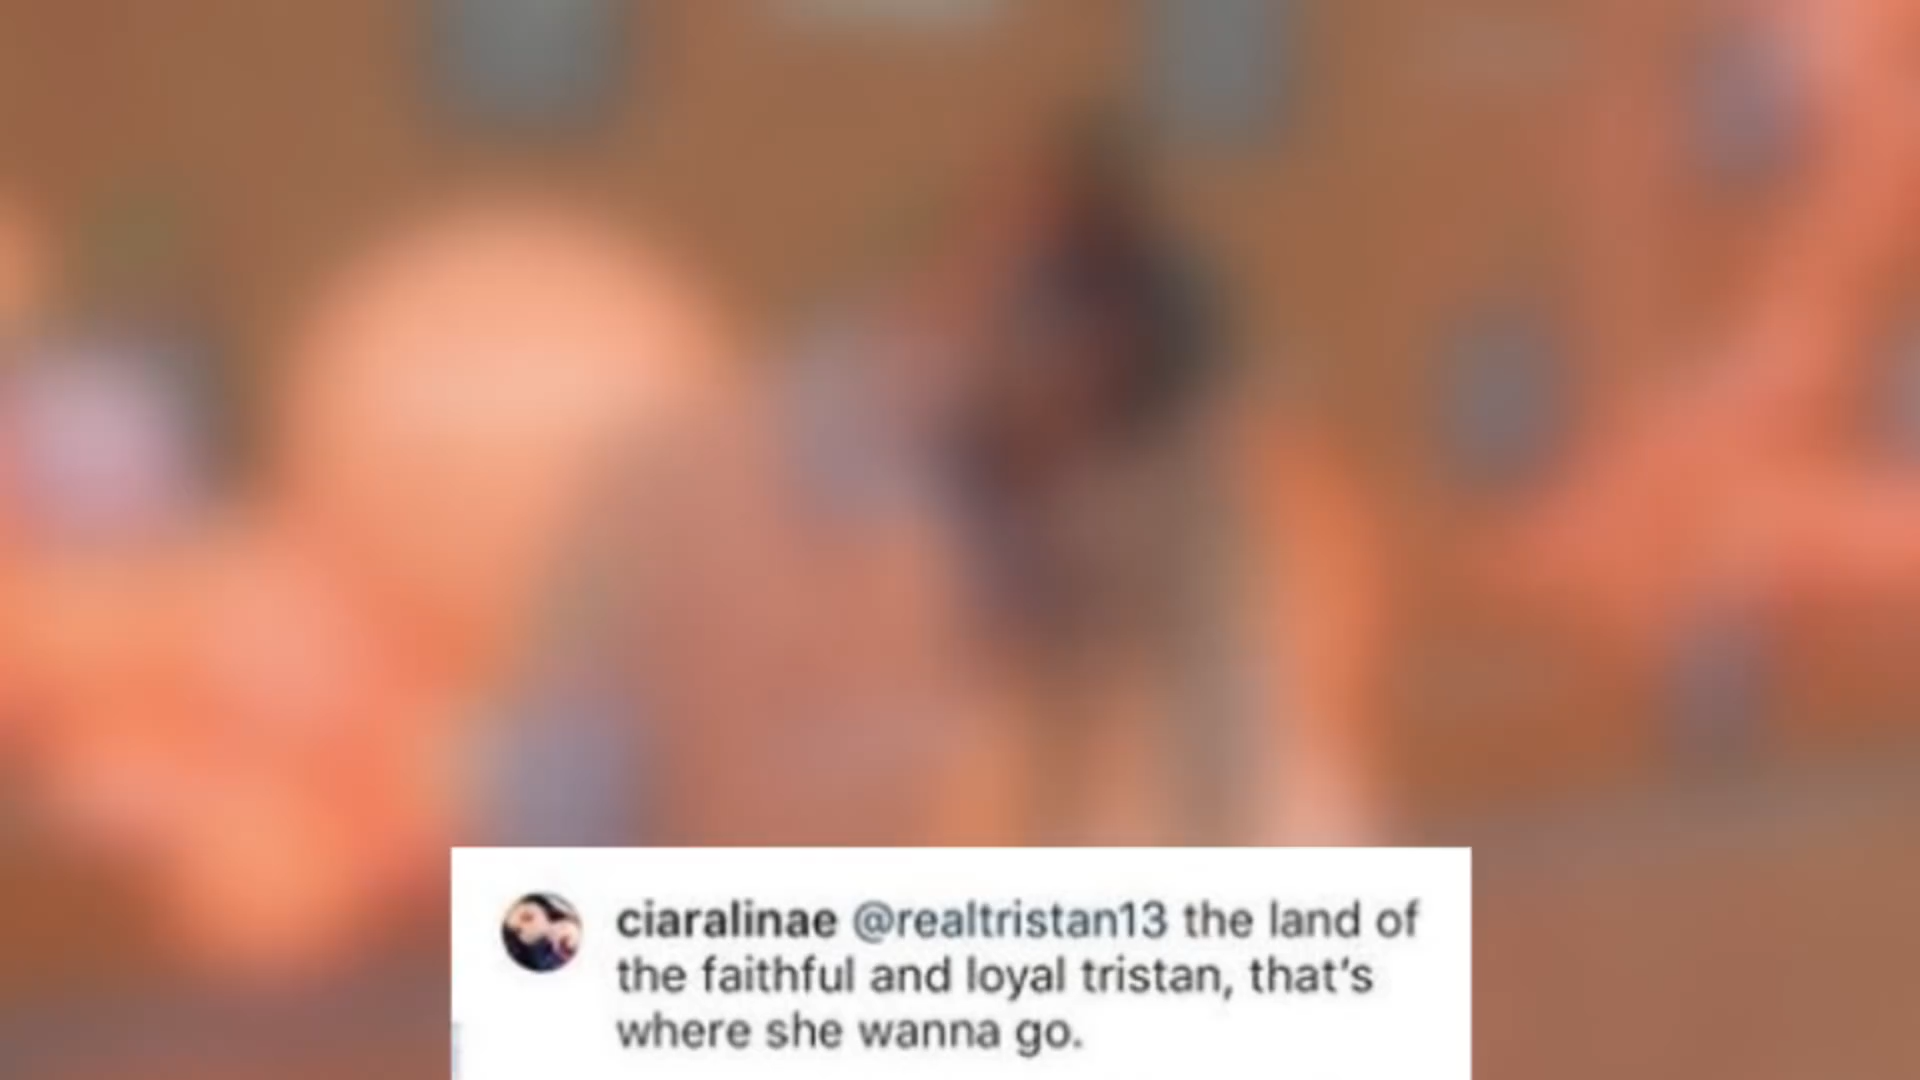 ciaralinae @realtristan13 the land of
the faithful and loyal tristan, that's
where she wanna go.